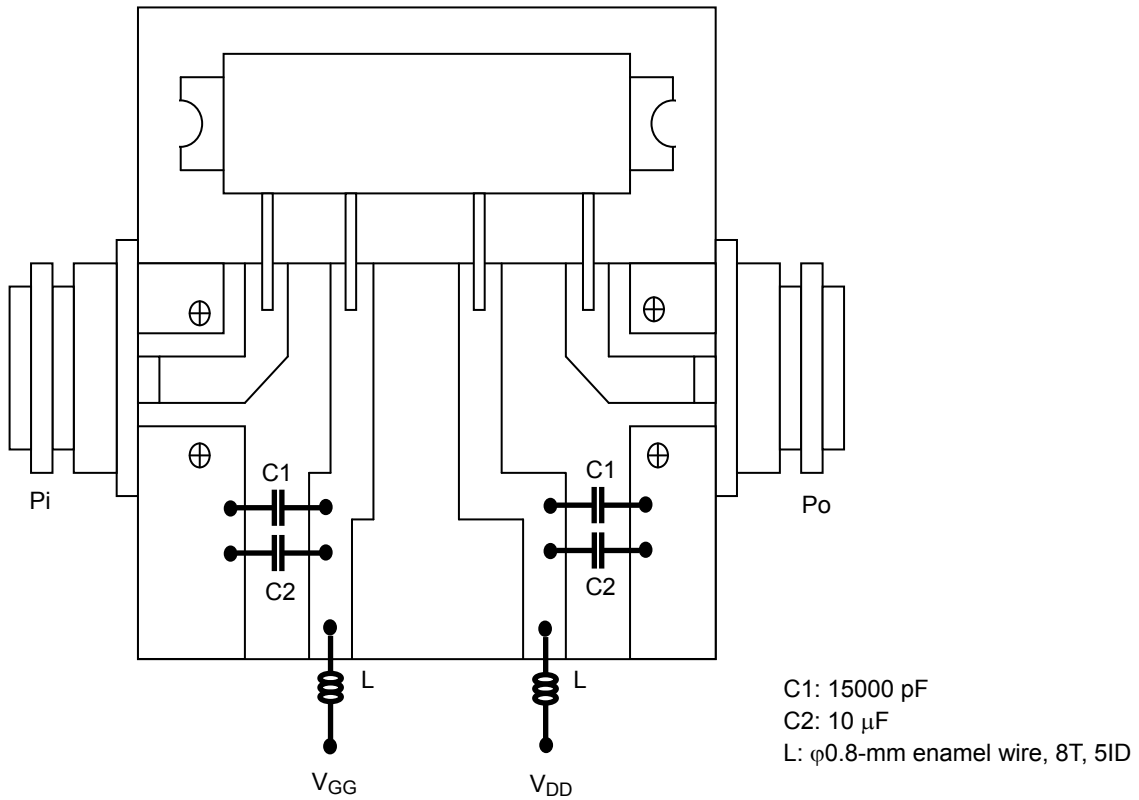 C1
C1
Pi
Po
C2
C2
L
L
C1: 15000 pF
C2: 10 μF
L: φ0.8-mm enamel wire, 8T, 5ID
VGG
VDD